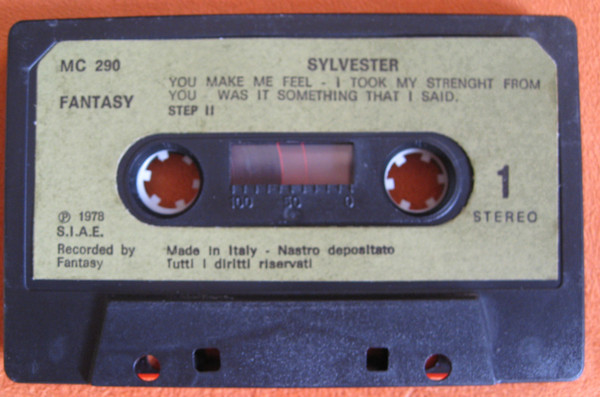 MC 290
SYLVESTER
YOU MAKE ME FEEL - I TOOK MY STRENGHT FROM
YOU - WAS IT SOMETHING THAT I SAID.
FANTASY
STEP II
100 50 0
1
STEREO
℗ 1978
S.I.A.E.
Recorded by
Fantasy
Made in Italy - Nastro depositato
Tutti i diritti riservati